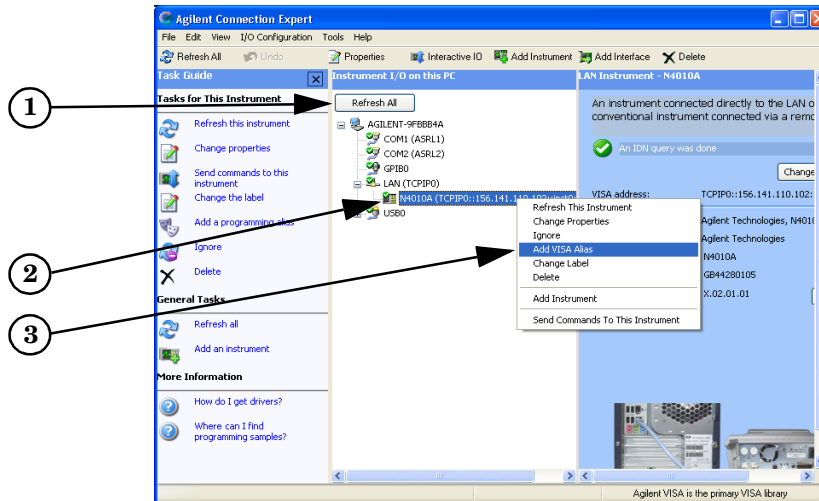 Agilent Connection Expert
File Edit View I/O Configuration Tools Help
Refresh All Undo Properties Interactive IO Add Instrument Add Interface Delete
Task Guide
Tasks for This Instrument
Refresh this instrument
Change properties
Send commands to this
instrument
Change the label
Add a programming alias
Ignore
Delete
General Tasks
Refresh all
Add an instrument
More Information
How do I get drivers?
Where can I find
programming samples?
Instrument I/O on this PC
Refresh All
AGILENT-9FBBB4A
COM1 (ASRL1)
COM2 (ASRL2)
GPIB0
LAN (TCPIP0)
N4010A (TCPIP0::156.141.110.102
USB0
Refresh This Instrument
Change Properties
Ignore
Add VISA Alias
Change Label
Delete
Add Instrument
Send Commands To This Instrument
LAN Instrument - N4010A
An instrument connected directly to the LAN o
conventional instrument connected via a remo
An IDN query was done
Change
VISA address: TCPIP0::156.141.110.102:
Agilent Technologies, N401
Agilent Technologies
N4010A
GB44280105
X.02.01.01
Agilent VISA is the primary VISA library
1
2
3